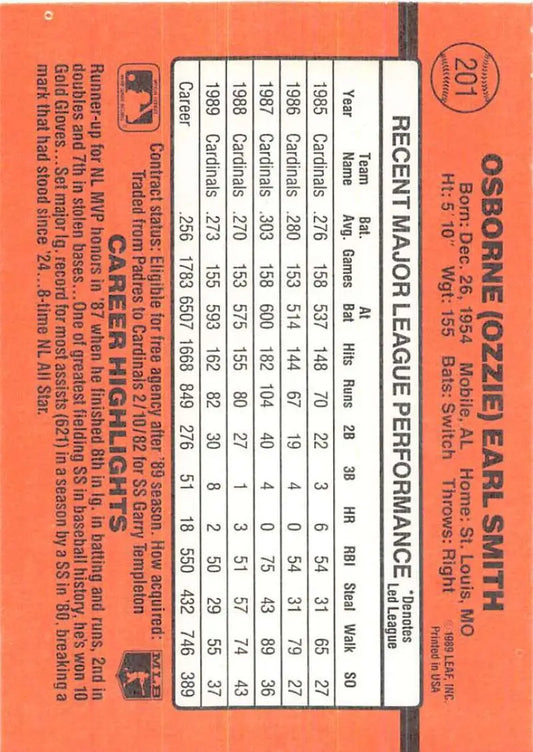 201
OSBORNE (OZZIE) EARL SMITH
Born: Dec. 26, 1954 Mobile, AL Home: St. Louis, MO
Ht: 5' 10" Wgt: 155 Bats: Switch Throws: Right
© 1989 LEAF, INC.
Printed in USA
RECENT MAJOR LEAGUE PERFORMANCE *Denotes Led League
Year Team Name Bat. Avg. Games At Bat Hits Runs 2B 3B HR RBI Steal Walk SO
1985 Cardinals .276 158 537 148 70 22 3 6 54 31 65 27
1986 Cardinals .280 153 514 144 67 19 4 0 54 31 79 27
1987 Cardinals .303 158 600 182 104 40 4 0 75 43 89 36
1988 Cardinals .270 153 575 155 80 27 1 3 51 57 74 43
1989 Cardinals .273 155 593 162 82 30 8 2 50 29 55 37
Career .256 1783 6507 1668 849 276 51 18 550 432 746 389
Contract status: Eligible for free agency after '89 season. How acquired:
Traded from Padres to Cardinals 2/10/82 for SS Garry Templeton
MLB
CAREER HIGHLIGHTS
Runner-up for NL MVP honors in '87 when he finished 8th in lg. in batting and runs, 2nd in
doubles and 7th in stolen bases...One of greatest fielding SS in baseball history, he's won 10
Gold Gloves...Set major lg. record for most assists (621) in a season by a SS in '80, breaking a
mark that had stood since '24...8-time NL All Star.